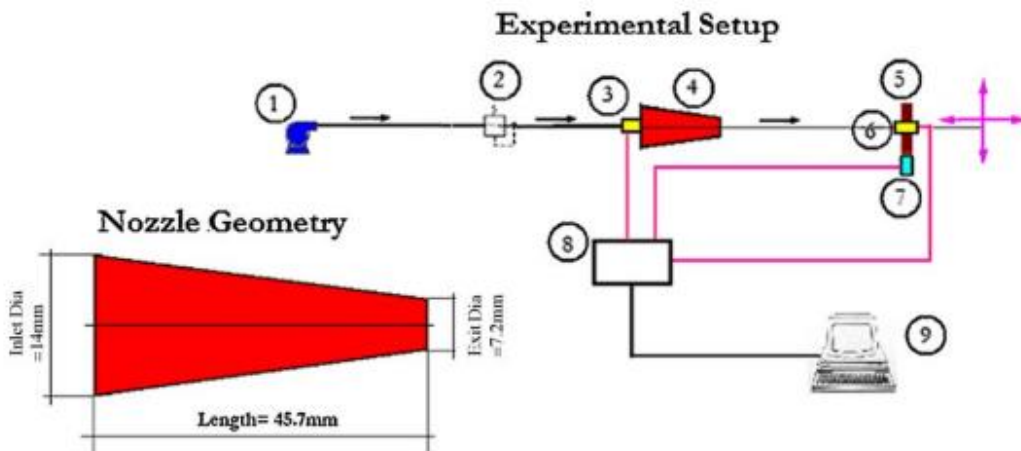 Experimental Setup
1
2
3
4
5
6
7
8
9
Nozzle Geometry
Inlet Dia
=14mm
Exit Dia
=7.2mm
Length= 45.7mm